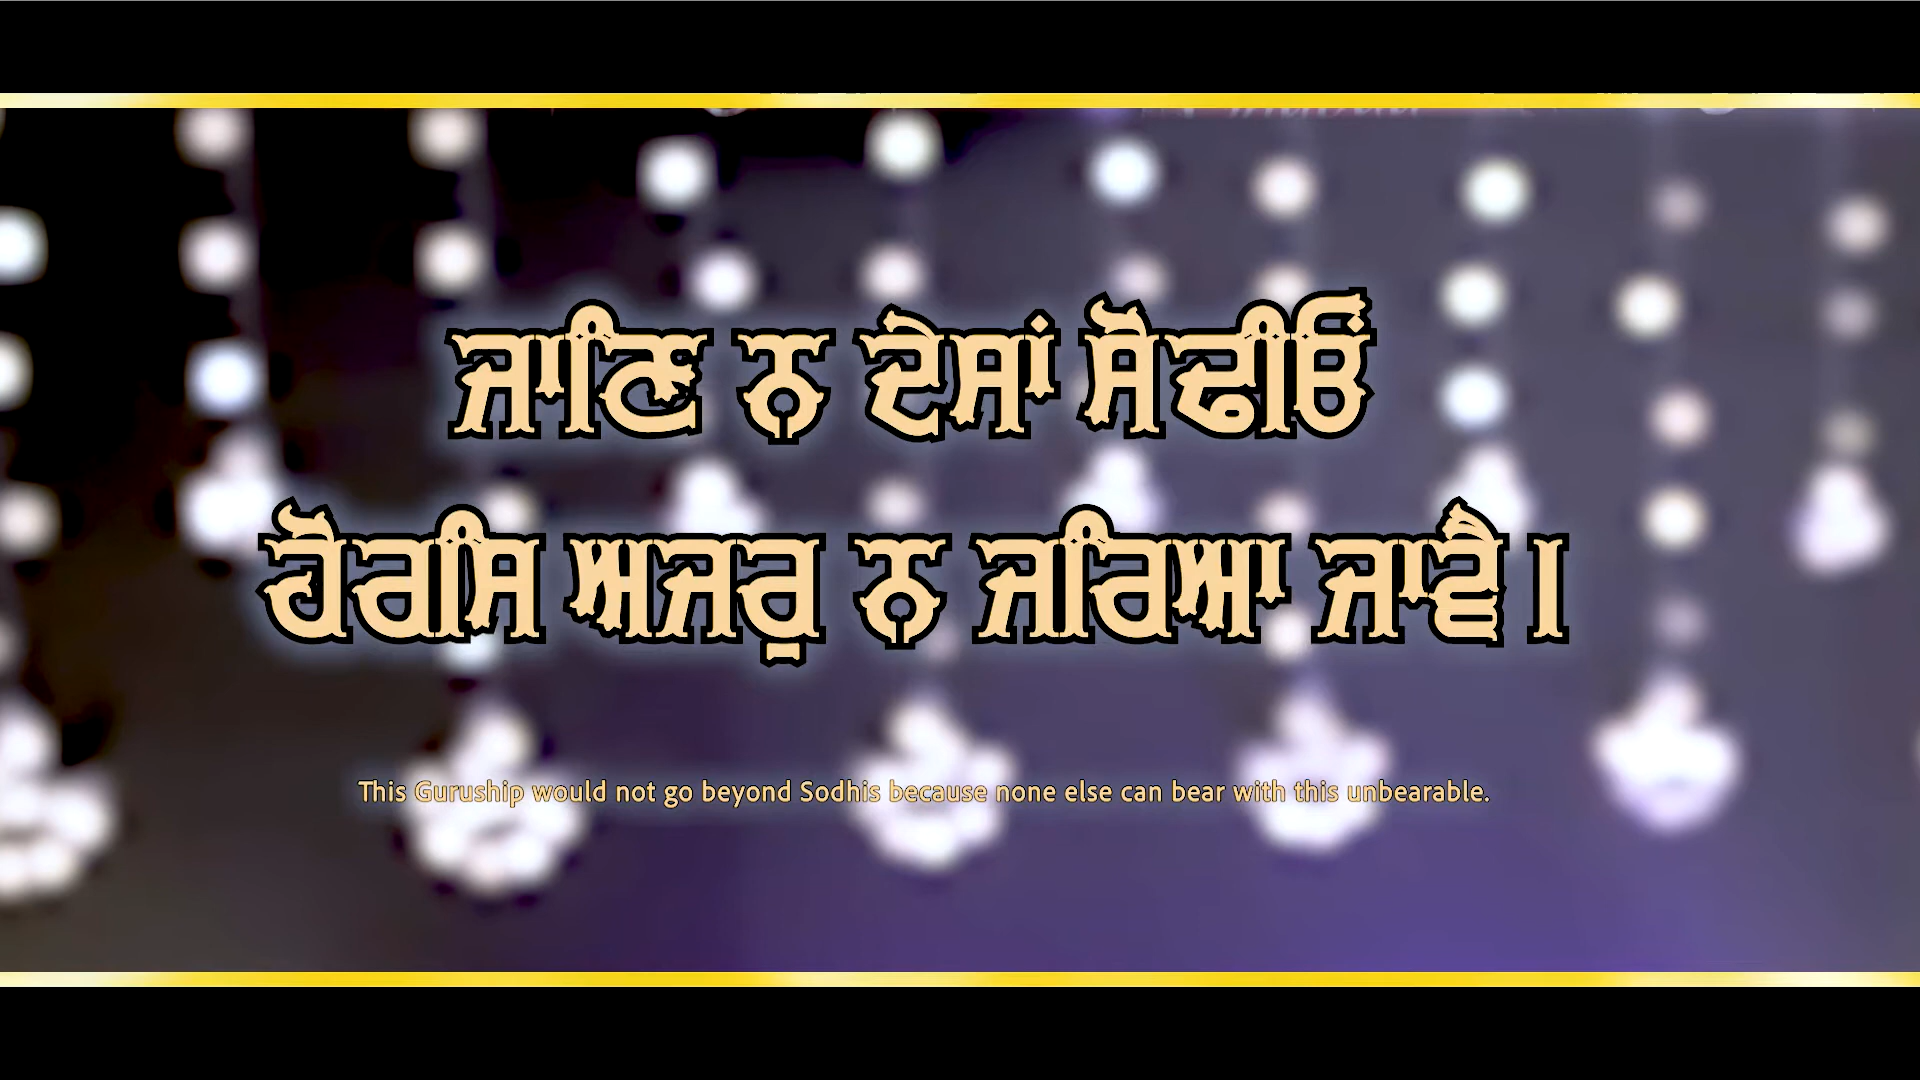 ਜਾਣਿ ਨ ਦੇਸਾਂ ਸੋਢੀਓਂ
ਹੋਰਸਿ ਅਜਰੁ ਨ ਜਰਿਆ ਜਾਵੈ ।
This Guruship would not go beyond Sodhis because none else can bear with this unbearable.